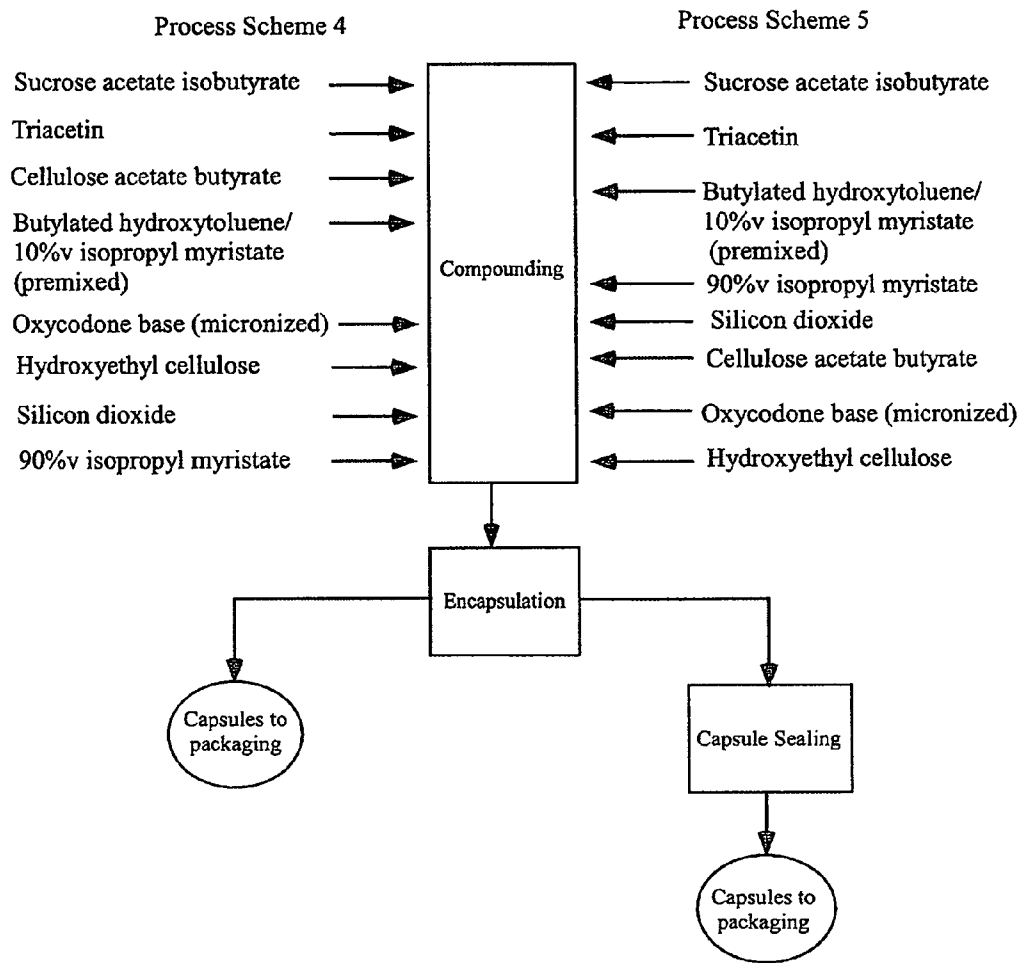 Process Scheme 4
Process Scheme 5
Sucrose acetate isobutyrate
Triacetin
Cellulose acetate butyrate
Butylated hydroxytoluene/
10%v isopropyl myristate
(premixed)
Oxycodone base (micronized)
Hydroxyethyl cellulose
Silicon dioxide
90%v isopropyl myristate
Compounding
Sucrose acetate isobutyrate
Triacetin
Butylated hydroxytoluene/
10%v isopropyl myristate
(premixed)
90%v isopropyl myristate
Silicon dioxide
Cellulose acetate butyrate
Oxycodone base (micronized)
Hydroxyethyl cellulose
Encapsulation
Capsules to
packaging
Capsule Sealing
Capsules to
packaging